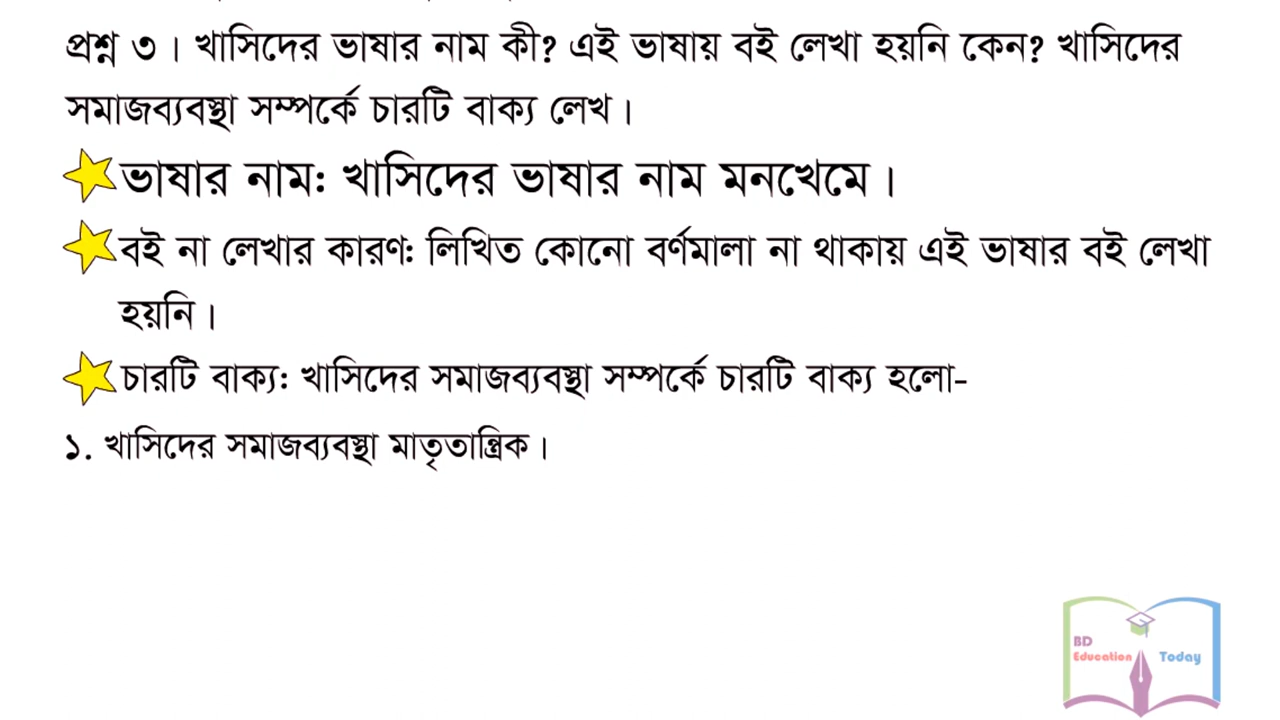 প্রশ্ন ৩। খাসিদের ভাষার নাম কী? এই ভাষায় বই লেখা হয়নি কেন? খাসিদের
সমাজব্যবস্থা সম্পর্কে চারটি বাক্য লেখ।
ভাষার নাম: খাসিদের ভাষার নাম মনখেমে।
বই না লেখার কারণ: লিখিত কোনো বর্ণমালা না থাকায় এই ভাষার বই লেখা
হয়নি।
চারটি বাক্য: খাসিদের সমাজব্যবস্থা সম্পর্কে চারটি বাক্য হলো-
১. খাসিদের সমাজব্যবস্থা মাতৃতান্ত্রিক।
BD
Education Today